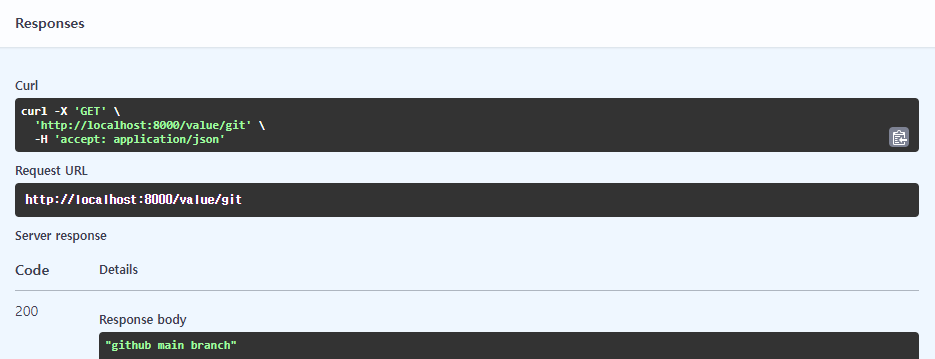 Responses
Curl
curl -X 'GET' \
  'http://localhost:8000/value/git' \
  -H 'accept: application/json'
Request URL
http://localhost:8000/value/git
Server response
Code Details
200
Response body
"github main branch"